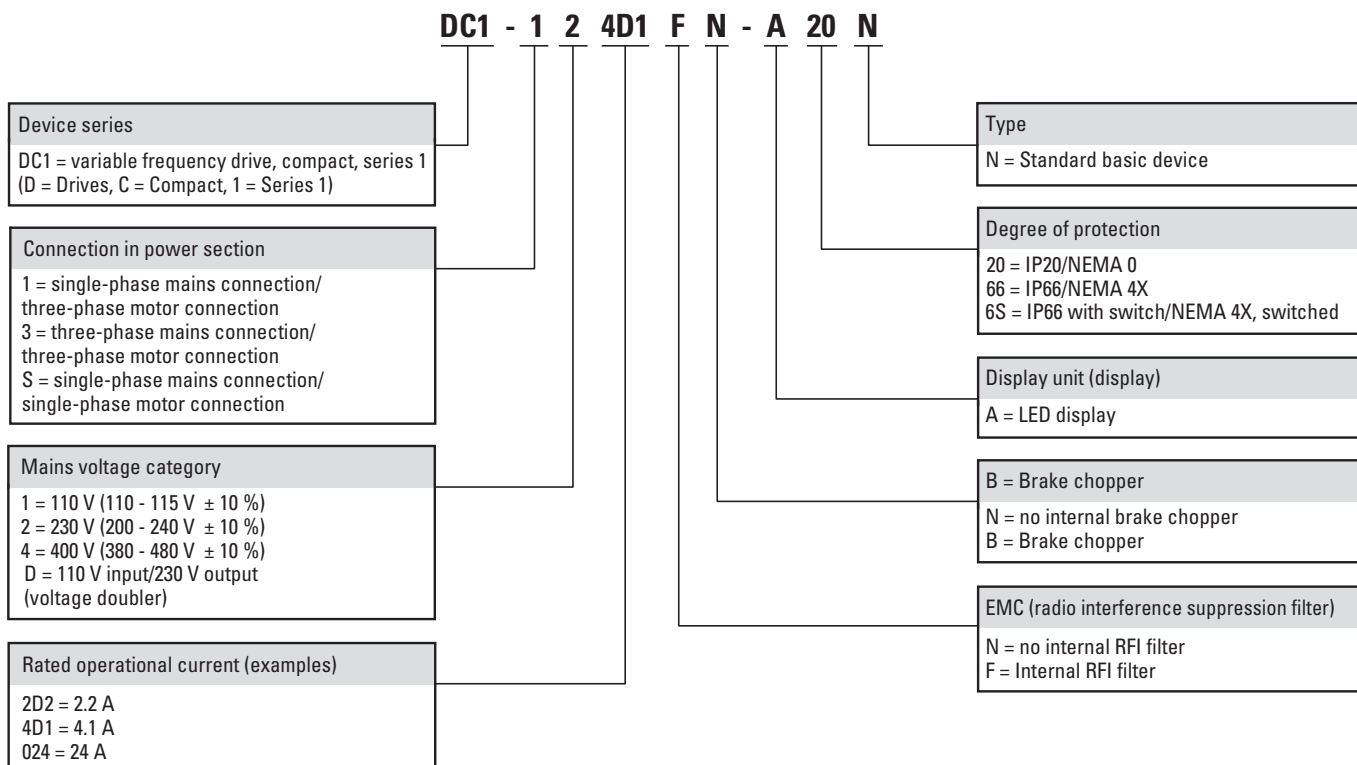 DC1 - 1 2 4D1 F N - A 20 N
Device series
DC1 = variable frequency drive, compact, series 1
(D = Drives, C = Compact, 1 = Series 1)
Connection in power section
1 = single-phase mains connection/
three-phase motor connection
3 = three-phase mains connection/
three-phase motor connection
S = single-phase mains connection/
single-phase motor connection
Mains voltage category
1 = 110 V (110 - 115 V ± 10 %)
2 = 230 V (200 - 240 V ± 10 %)
4 = 400 V (380 - 480 V ± 10 %)
D = 110 V input/230 V output
(voltage doubler)
Rated operational current (examples)
2D2 = 2.2 A
4D1 = 4.1 A
024 = 24 A
Type
N = Standard basic device
Degree of protection
20 = IP20/NEMA 0
66 = IP66/NEMA 4X
6S = IP66 with switch/NEMA 4X, switched
Display unit (display)
A = LED display
B = Brake chopper
N = no internal brake chopper
B = Brake chopper
EMC (radio interference suppression filter)
N = no internal RFI filter
F = Internal RFI filter